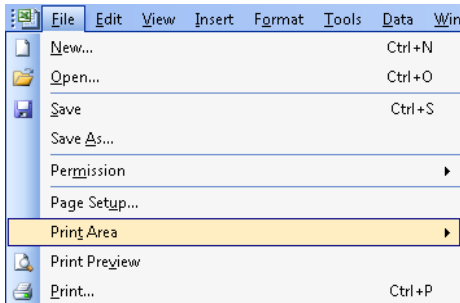 File Edit View Insert Format Tools Data Win
New... Ctrl+N
Open... Ctrl+O
Save Ctrl+S
Save As...
Permission
Page Setup...
Print Area
Print Preview
Print... Ctrl+P